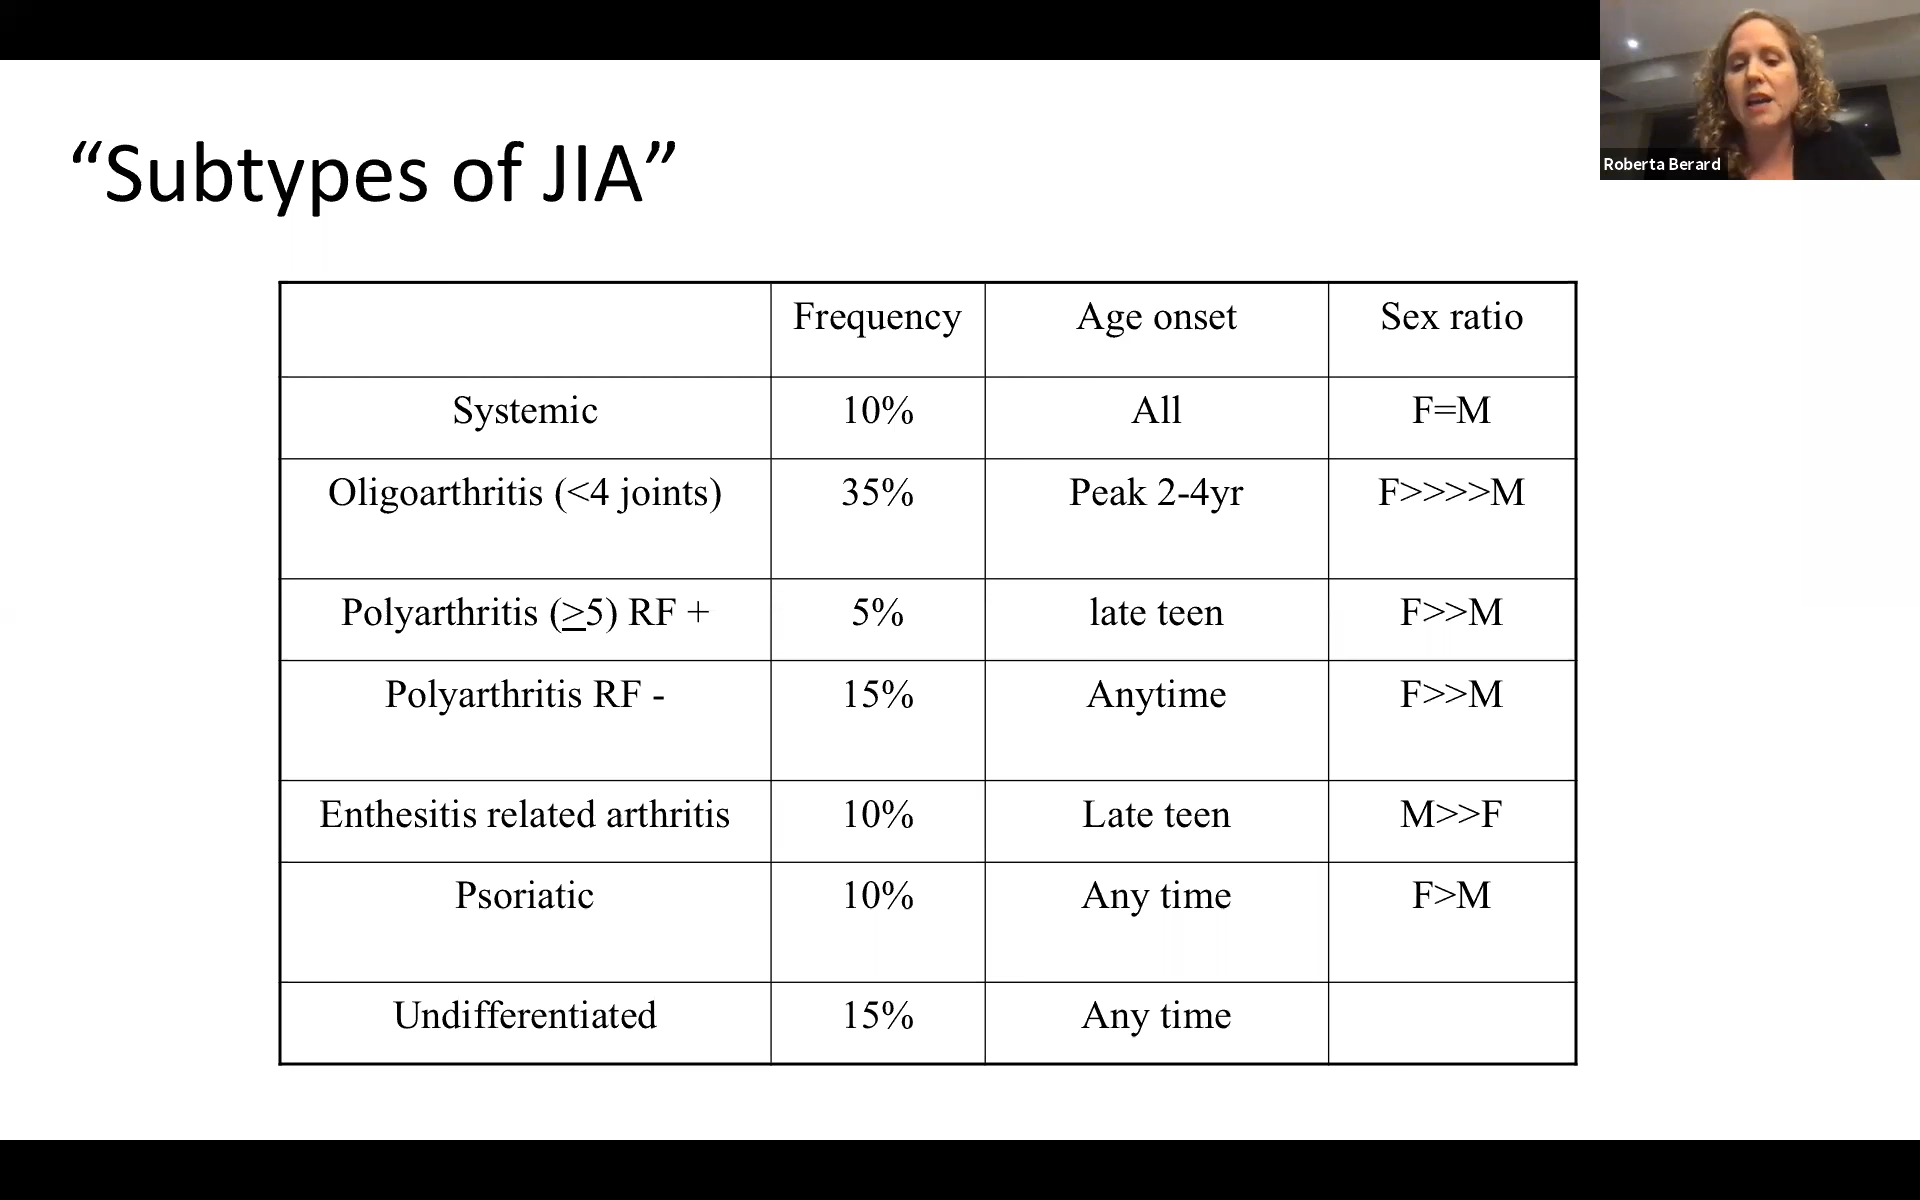 Roberta Berard
“Subtypes of JIA”
Frequency Age onset Sex ratio
Systemic 10% All F=M
Oligoarthritis (<4 joints) 35% Peak 2-4yr F>>>>M
Polyarthritis (≥5) RF + 5% late teen F>>M
Polyarthritis RF - 15% Anytime F>>M
Enthesitis related arthritis 10% Late teen M>>F
Psoriatic 10% Any time F>M
Undifferentiated 15% Any time